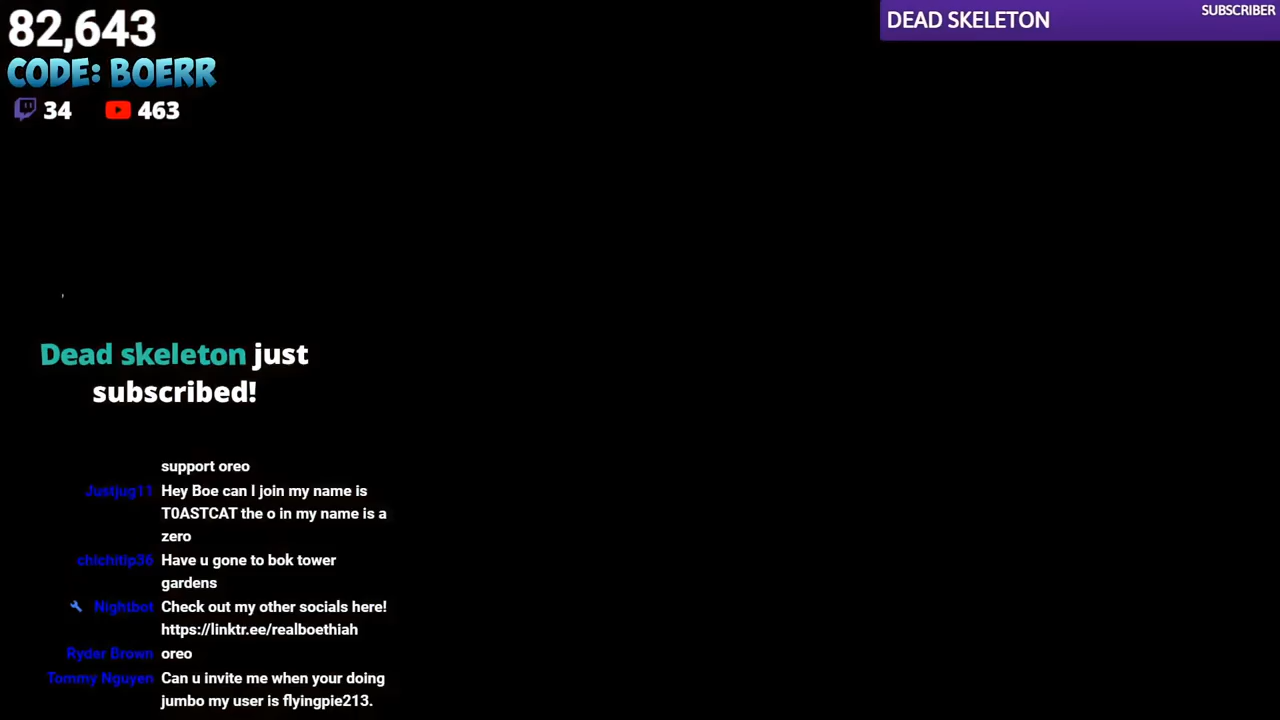 82,643
CODE: BOERR
34 463
DEAD SKELETON
SUBSCRIBER
Dead skeleton just
subscribed!
support oreo
Justjug11 Hey Boe can I join my name is
T0ASTCAT the o in my name is a
zero
chichitip36 Have u gone to bok tower
gardens
Nightbot Check out my other socials here!
https://linktr.ee/realboethiah
Ryder Brown oreo
Tommy Nguyen Can u invite me when your doing
jumbo my user is flyingpie213.